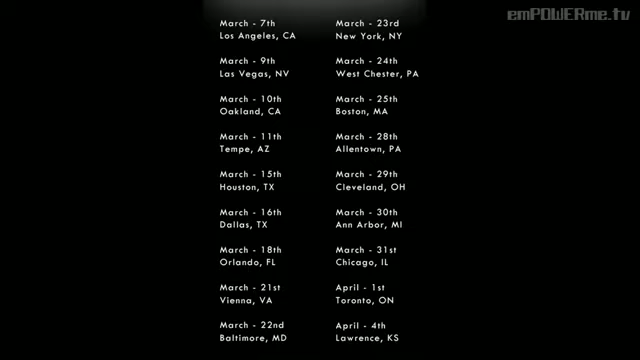 emPOWERme.tv
March - 7th
Los Angeles, CA
March - 9th
Las Vegas, NV
March - 10th
Oakland, CA
March - 11th
Tempe, AZ
March - 15th
Houston, TX
March - 16th
Dallas, TX
March - 18th
Orlando, FL
March - 21st
Vienna, VA
March - 22nd
Baltimore, MD
March - 23rd
New York, NY
March - 24th
West Chester, PA
March - 25th
Boston, MA
March - 28th
Allentown, PA
March - 29th
Cleveland, OH
March - 30th
Ann Arbor, MI
March - 31st
Chicago, IL
April - 1st
Toronto, ON
April - 4th
Lawrence, KS